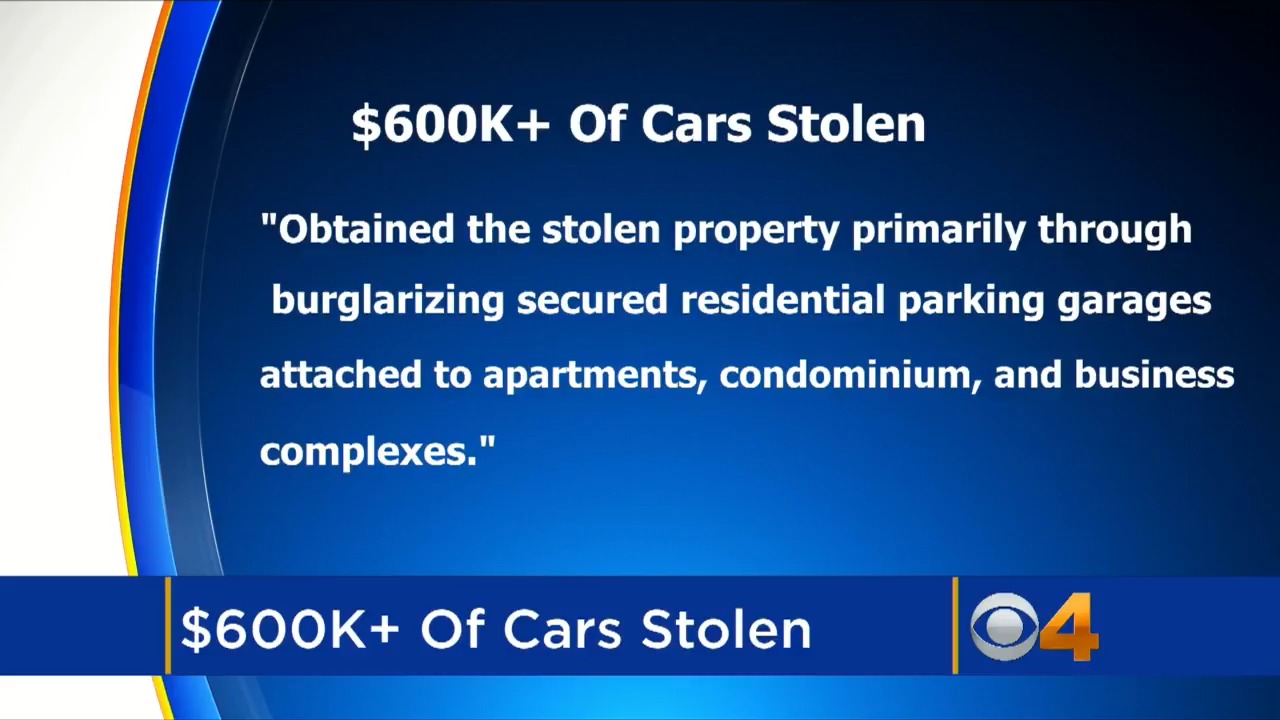 $600K+ Of Cars Stolen
"Obtained the stolen property primarily through
burglarizing secured residential parking garages
attached to apartments, condominium, and business
complexes."
$600K+ Of Cars Stolen
4